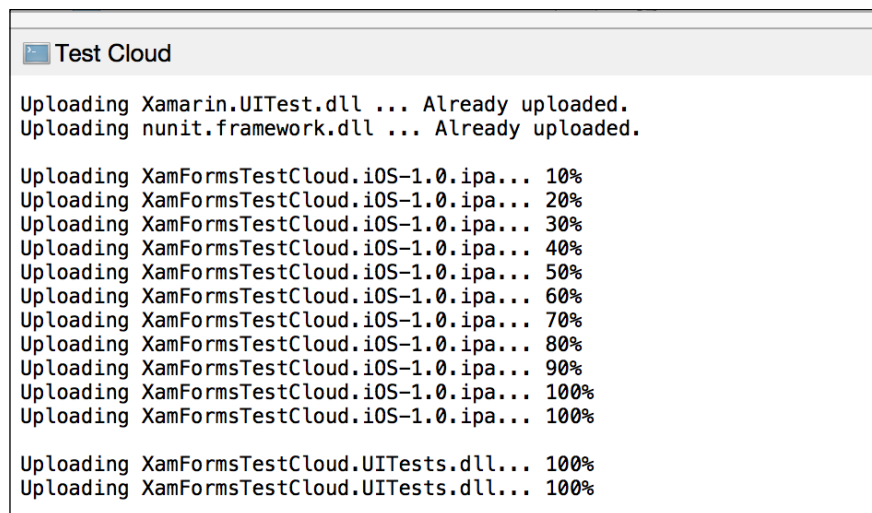 Test Cloud
Uploading Xamarin.UITest.dll ... Already uploaded.
Uploading nunit.framework.dll ... Already uploaded.
Uploading XamFormsTestCloud.iOS-1.0.ipa... 10%
Uploading XamFormsTestCloud.iOS-1.0.ipa... 20%
Uploading XamFormsTestCloud.iOS-1.0.ipa... 30%
Uploading XamFormsTestCloud.iOS-1.0.ipa... 40%
Uploading XamFormsTestCloud.iOS-1.0.ipa... 50%
Uploading XamFormsTestCloud.iOS-1.0.ipa... 60%
Uploading XamFormsTestCloud.iOS-1.0.ipa... 70%
Uploading XamFormsTestCloud.iOS-1.0.ipa... 80%
Uploading XamFormsTestCloud.iOS-1.0.ipa... 90%
Uploading XamFormsTestCloud.iOS-1.0.ipa... 100%
Uploading XamFormsTestCloud.iOS-1.0.ipa... 100%
Uploading XamFormsTestCloud.UITests.dll... 100%
Uploading XamFormsTestCloud.UITests.dll... 100%